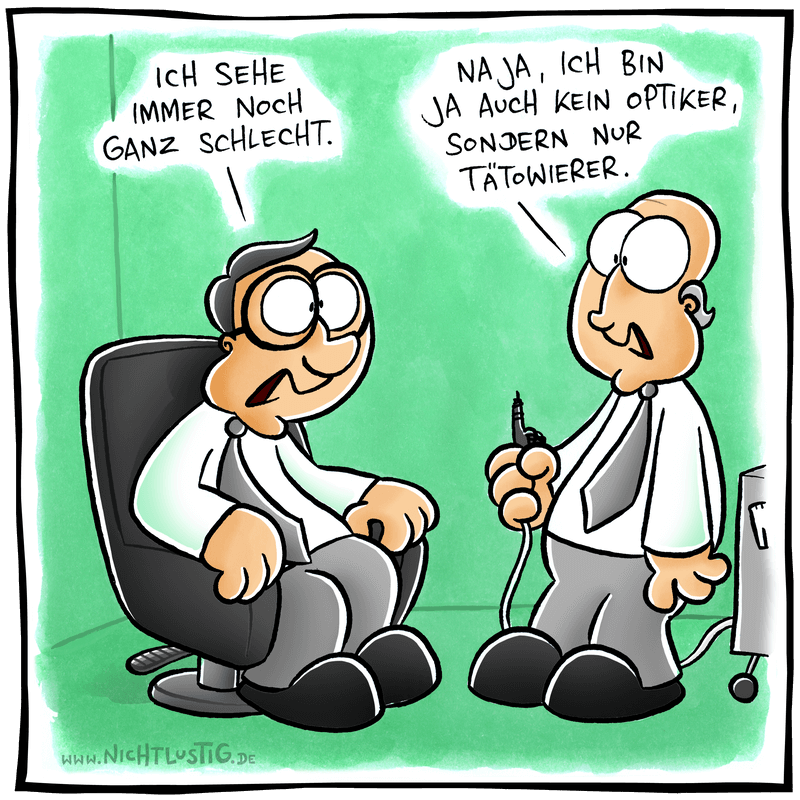 ICH SEHE
IMMER NOCH
GANZ SCHLECHT.
NAJA, ICH BIN
JA AUCH KEIN OPTIKER,
SONDERN NUR
TÄTOWIERER.
WWW.NICHTLUSTIG.DE